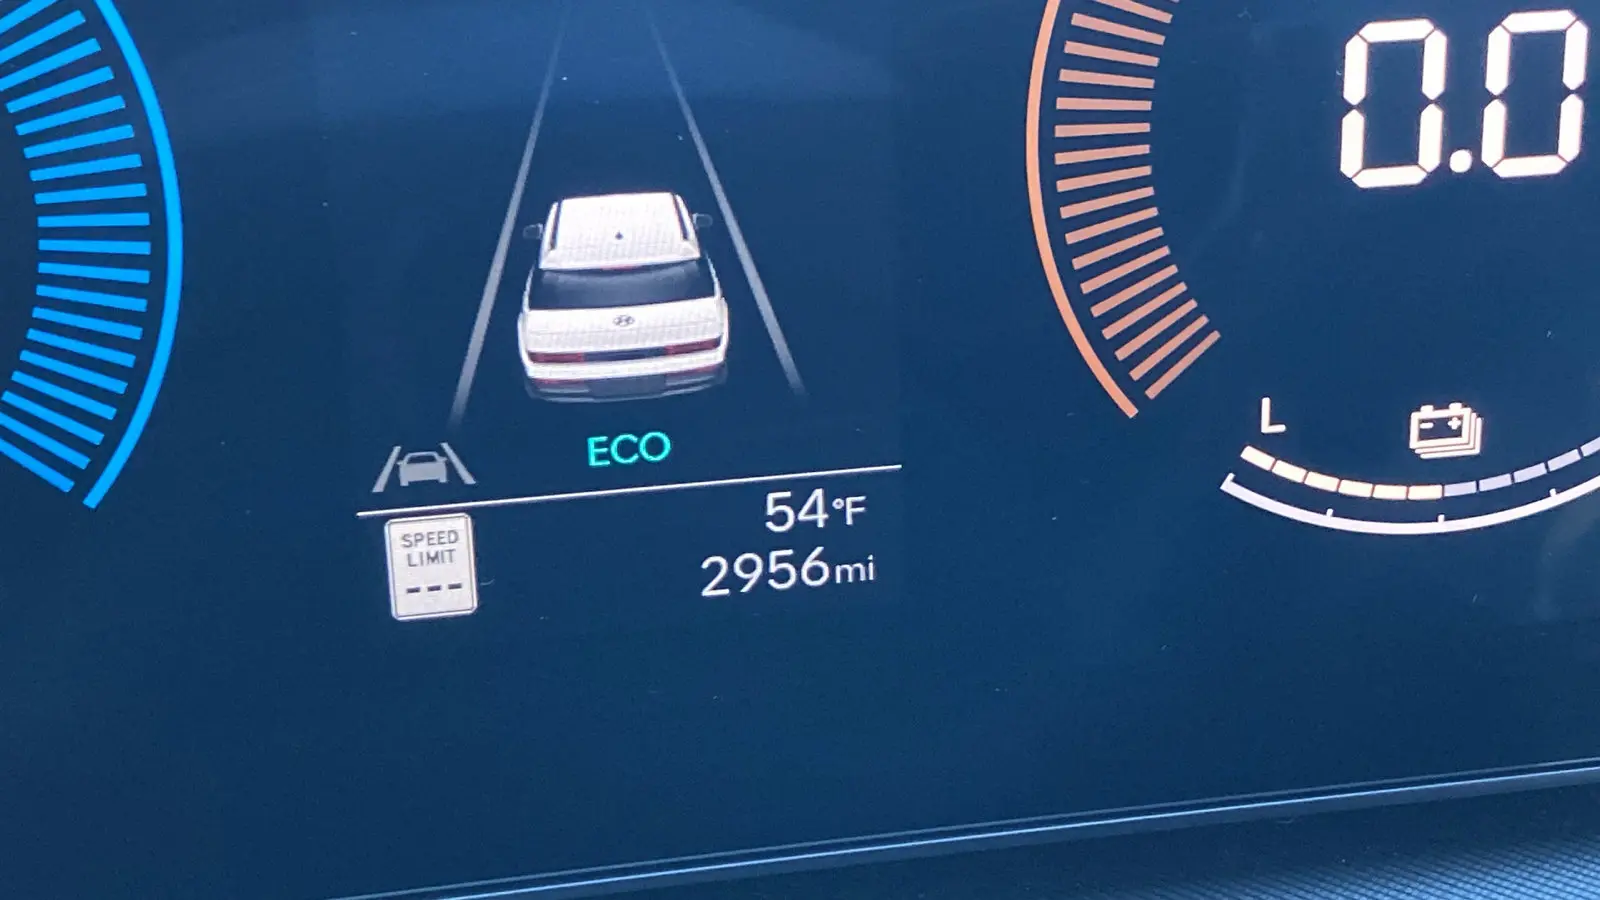 0.0
L
ECO
54°F
SPEED
LIMIT
---
2956mi